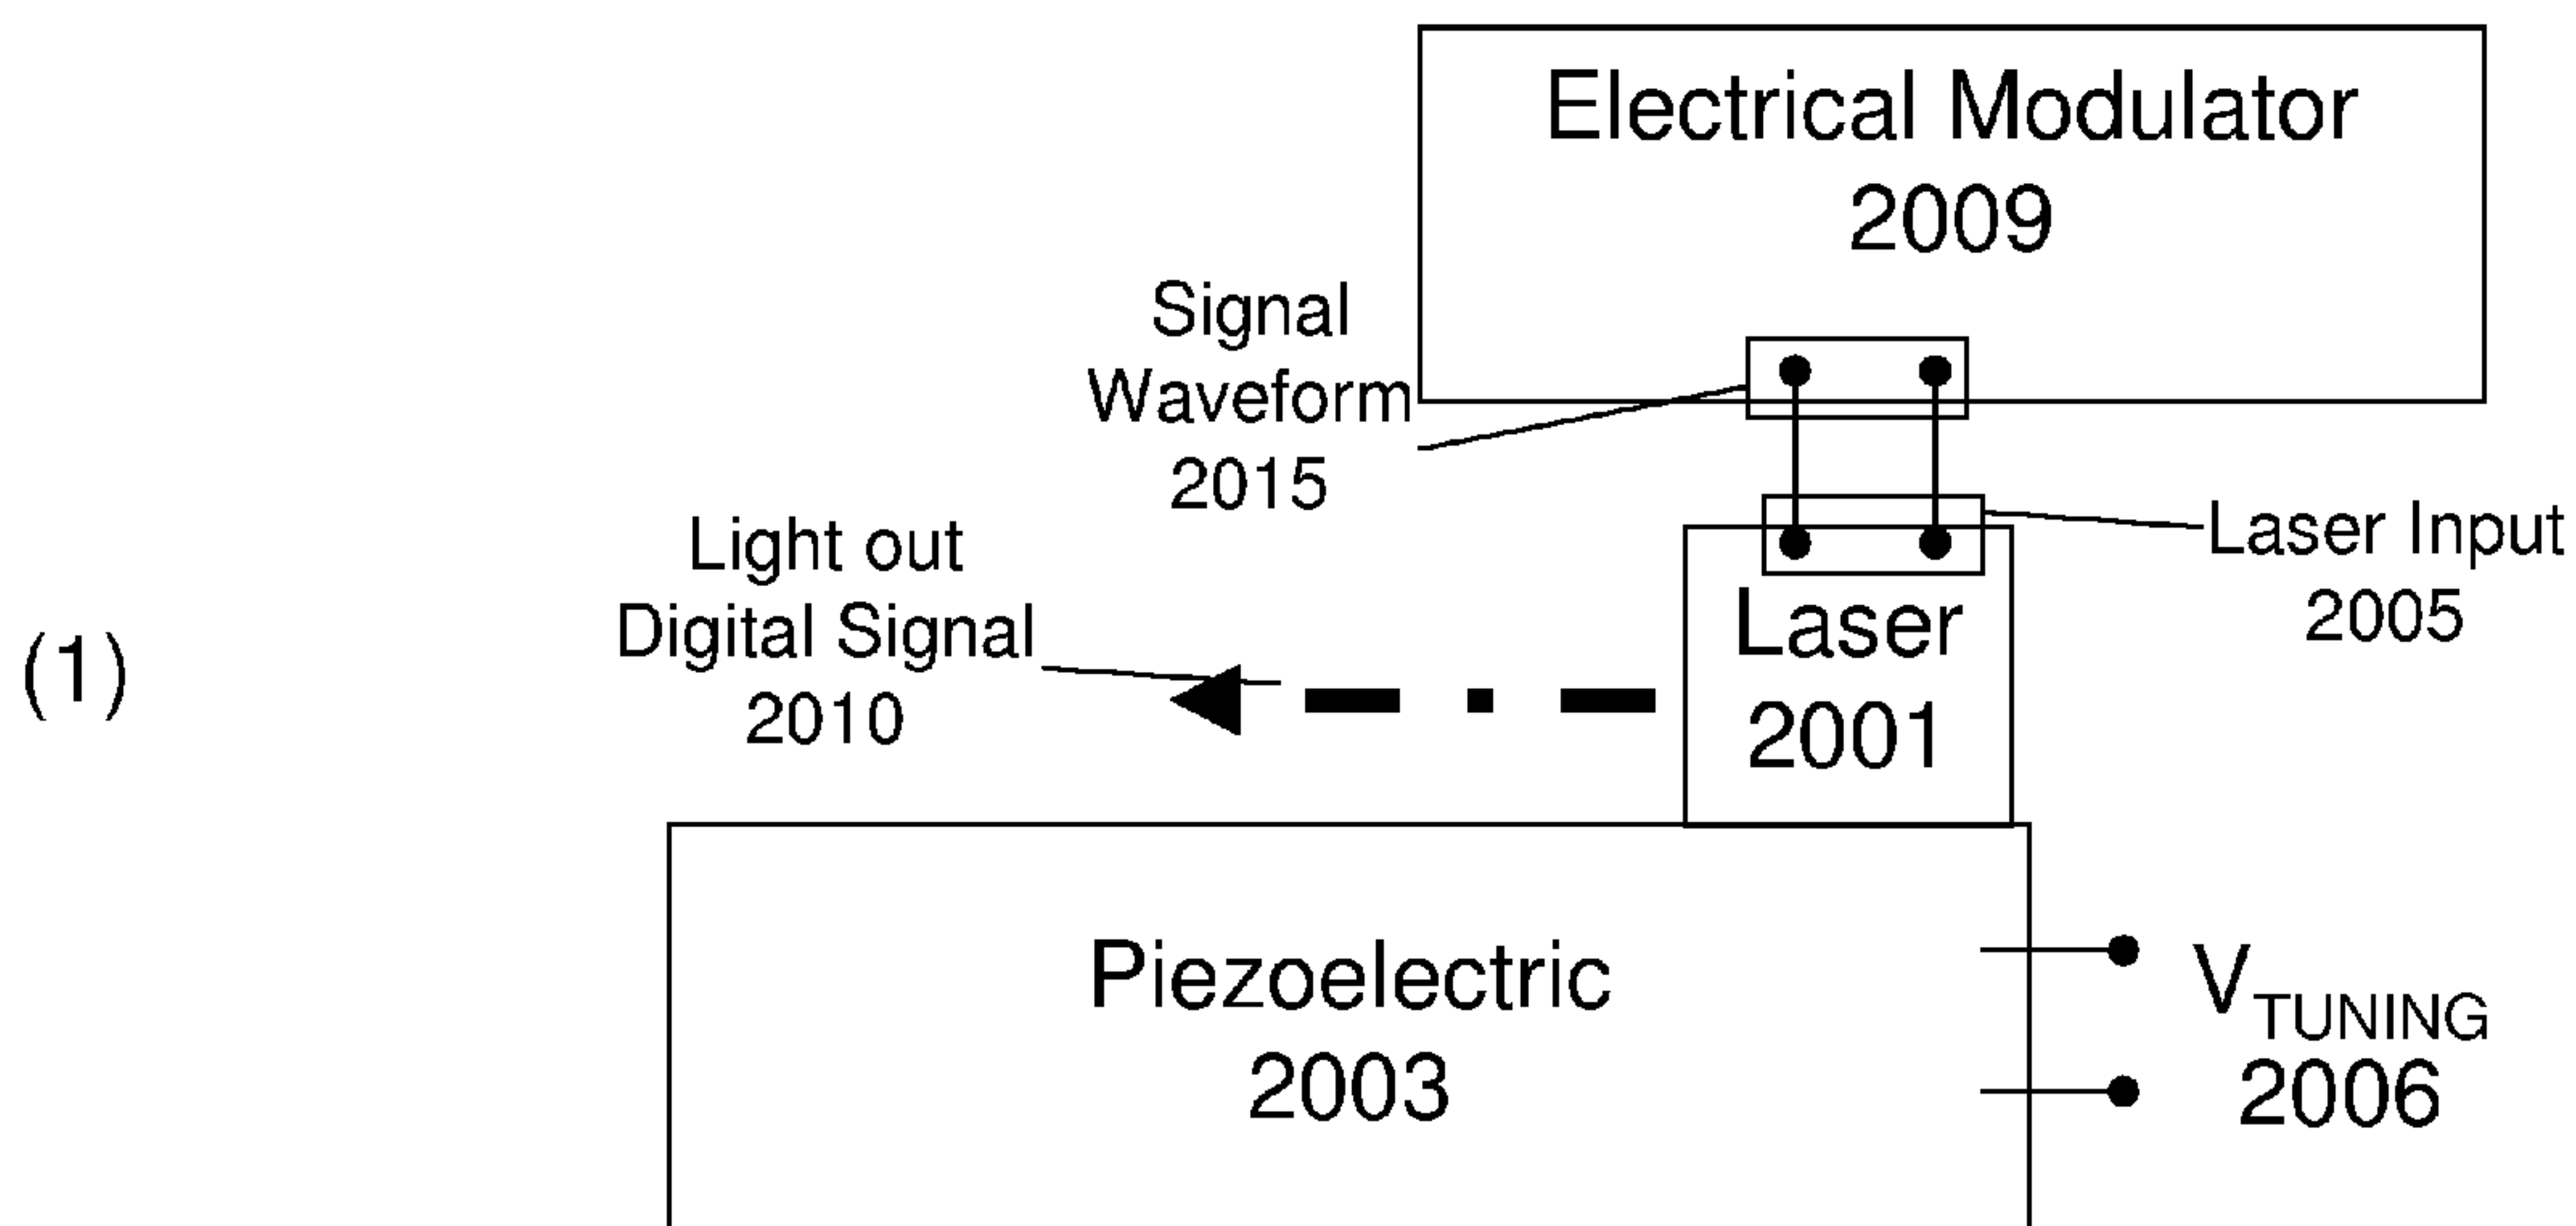 Electrical Modulator
2009
Signal
Waveform
2015
Light out
Digital Signal
2010
Laser Input
2005
Laser
2001
(1)
Piezoelectric
2003
VTUNING
2006